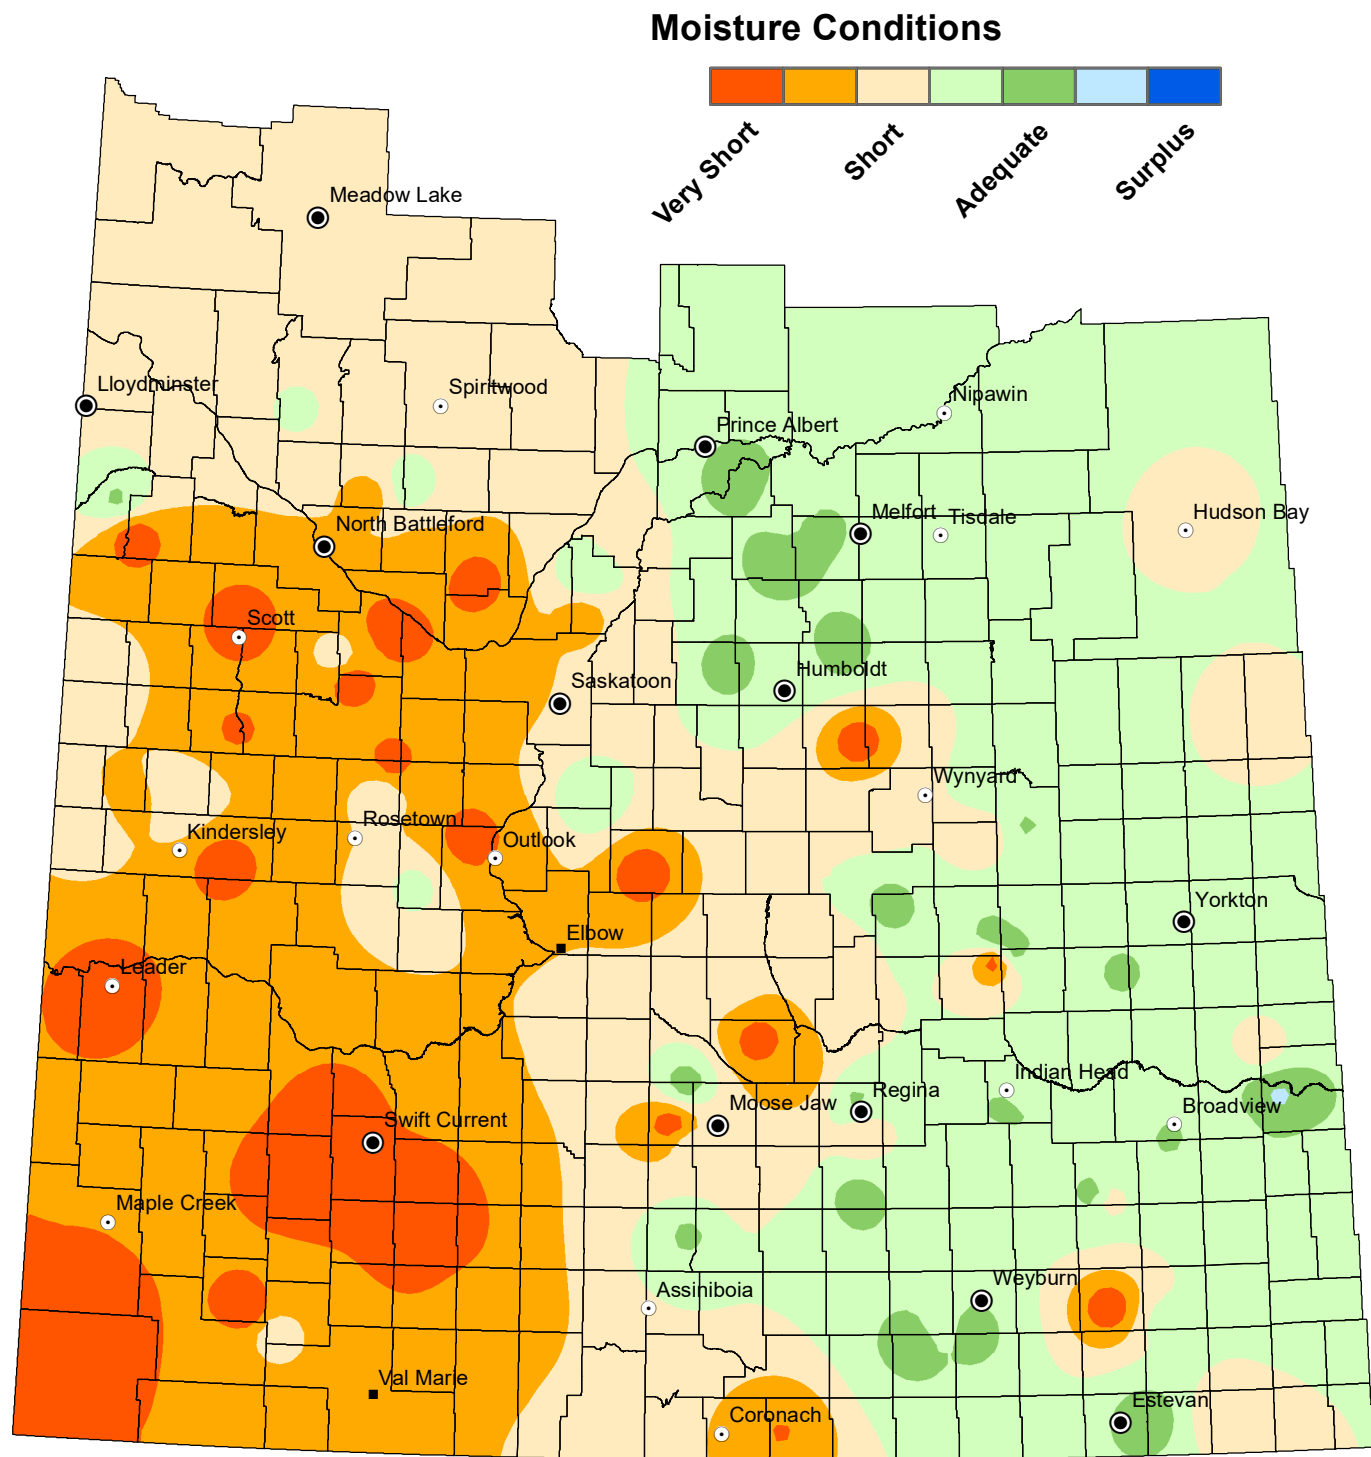 Moisture Conditions
Very Short
Short
Adequate
Surplus
Meadow Lake
Lloydminster
Spiritwood
Nipawin
Prince Albert
North Battleford
Melfort
Tisdale
Hudson Bay
Scott
Saskatoon
Humboldt
Wynyard
Kindersley
Rosetown
Outlook
Yorkton
Elbow
Leader
Indian Head
Regina
Moose Jaw
Broadview
Swift Current
Maple Creek
Weyburn
Assiniboia
Val Marie
Estevan
Coronach